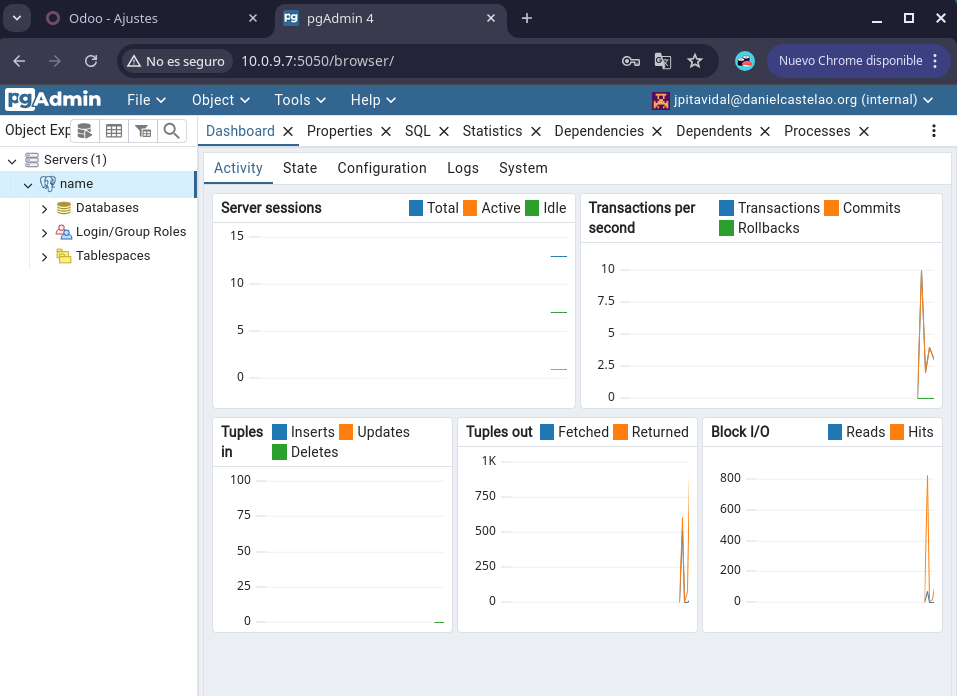 Odoo - Ajustes
pgAdmin 4
No es seguro 10.0.9.7:5050/browser/
Nuevo Chrome disponible
pgAdmin File Object Tools Help jpitavidal@danielcastelao.org (internal)
Object Exp
Dashboard Properties SQL Statistics Dependencies Dependents Processes
Servers (1)
name
Databases
Login/Group Roles
Tablespaces
Activity State Configuration Logs System
Server sessions Total Active Idle
15
10
5
0
Transactions per second Transactions Commits
Rollbacks
10
7.5
5
2.5
0
Tuples in Inserts Updates
Deletes
100
75
50
25
0
Tuples out Fetched Returned
1K
750
500
250
0
Block I/O Reads Hits
800
600
400
200
0